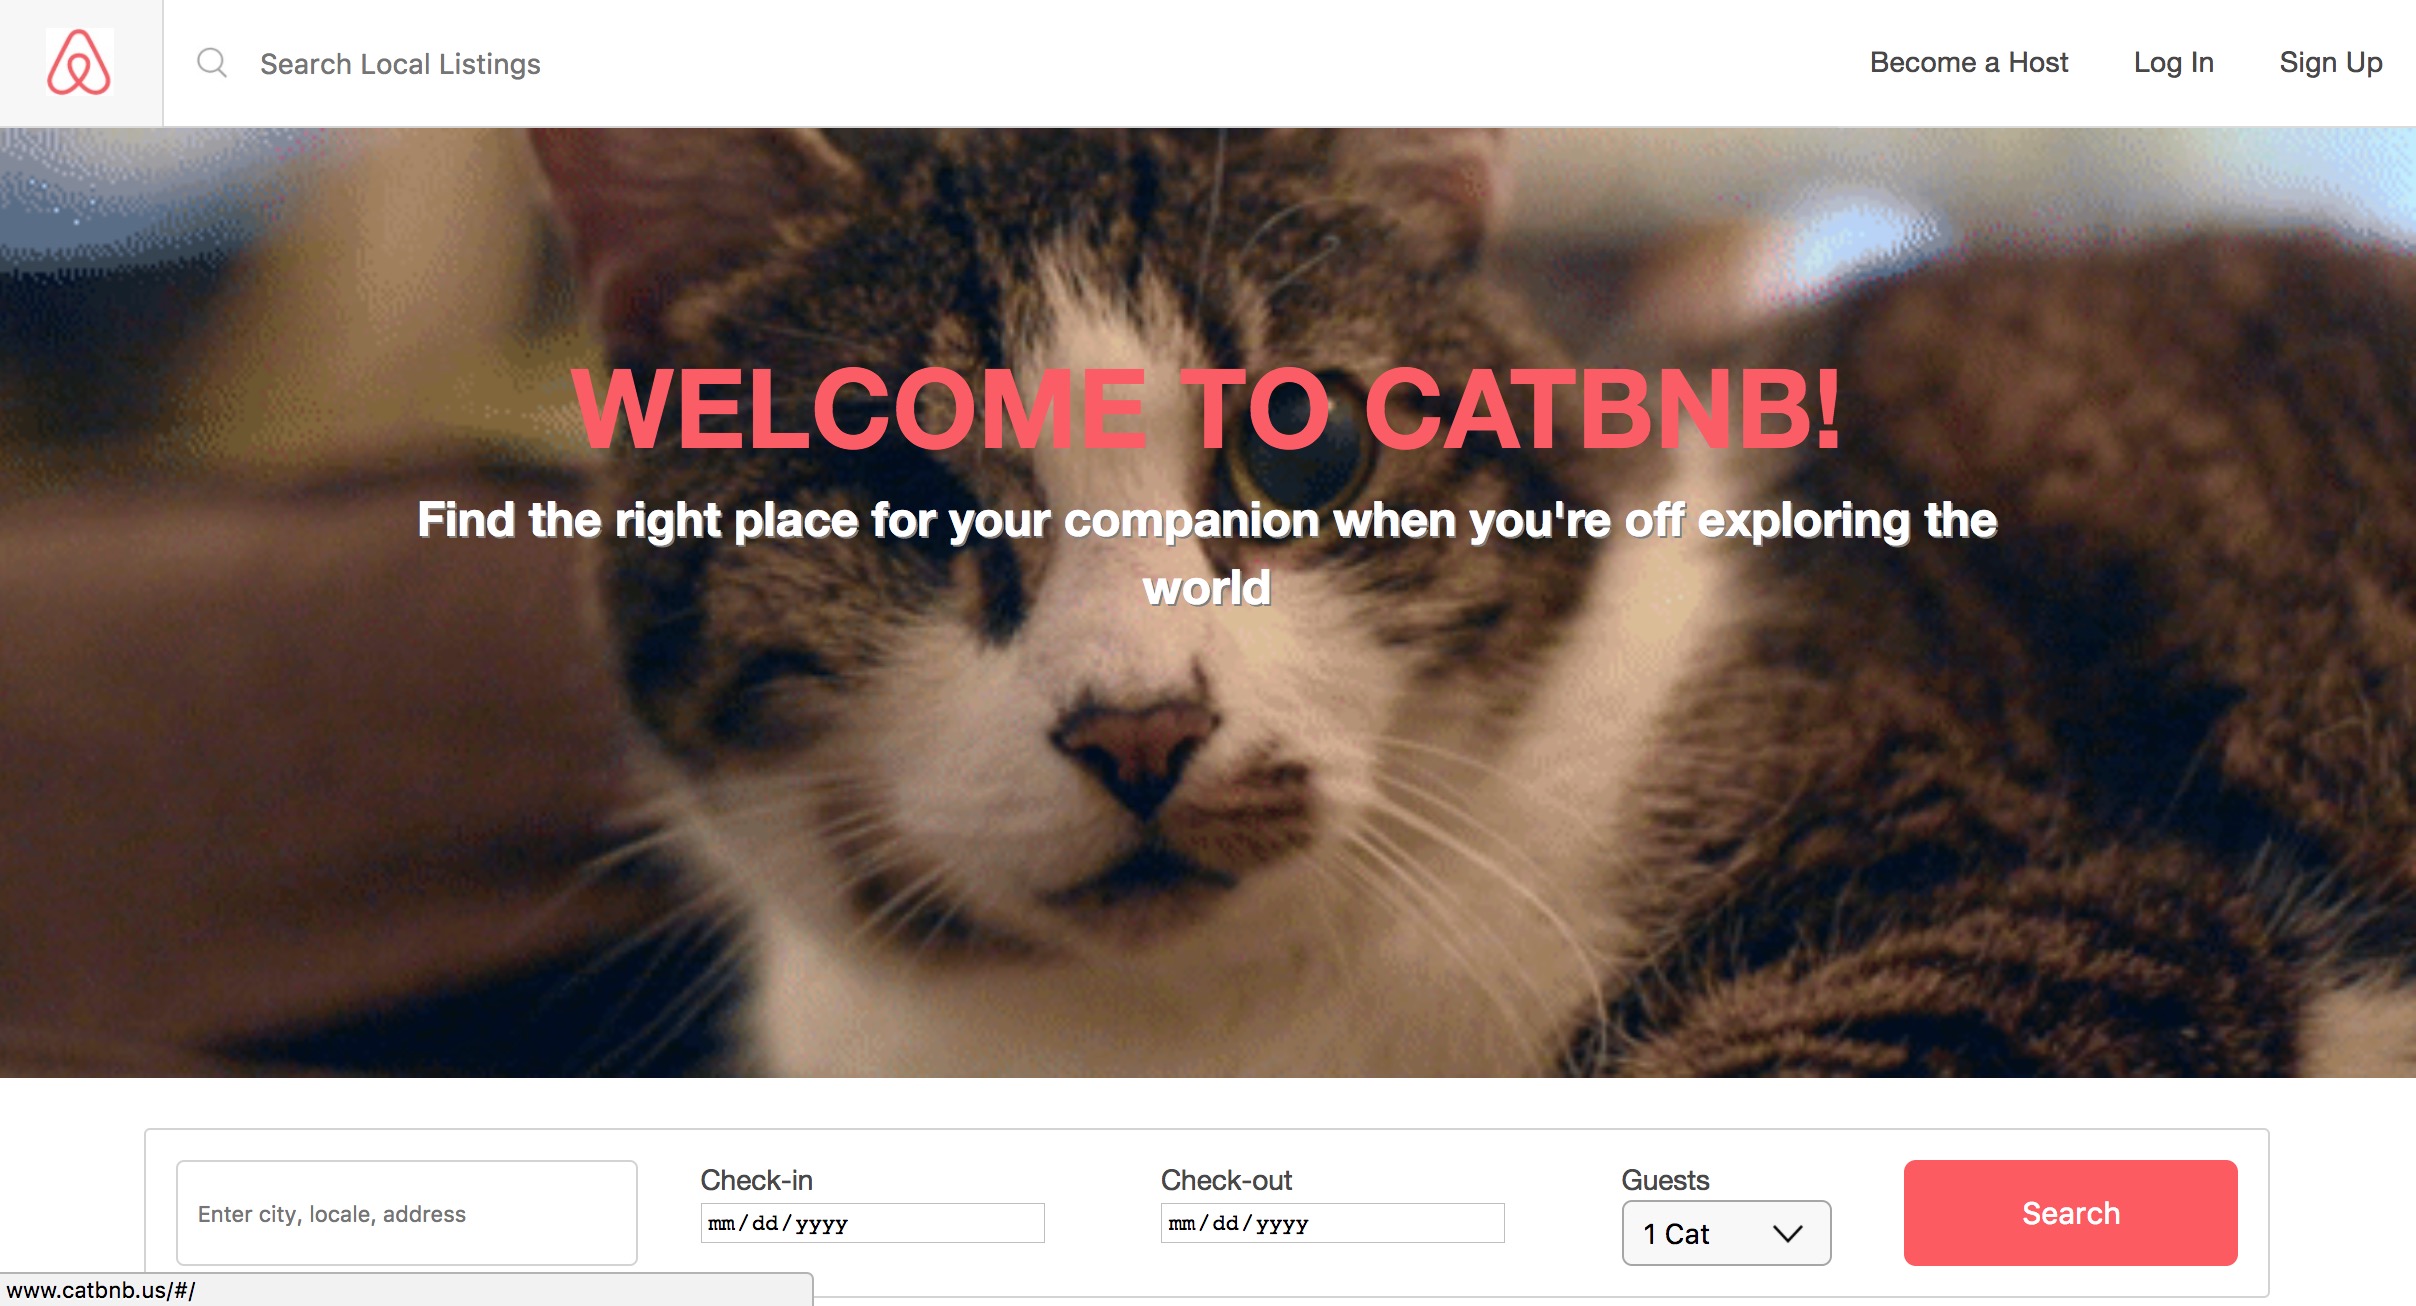 Search Local Listings
Become a Host
Log In
Sign Up
WELCOME TO CATBNB!
Find the right place for your companion when you're off exploring the
world
Enter city, locale, address
Check-in
mm/dd/yyyy
Check-out
mm/dd/yyyy
Guests
1 Cat
Search
www.catbnb.us/#/